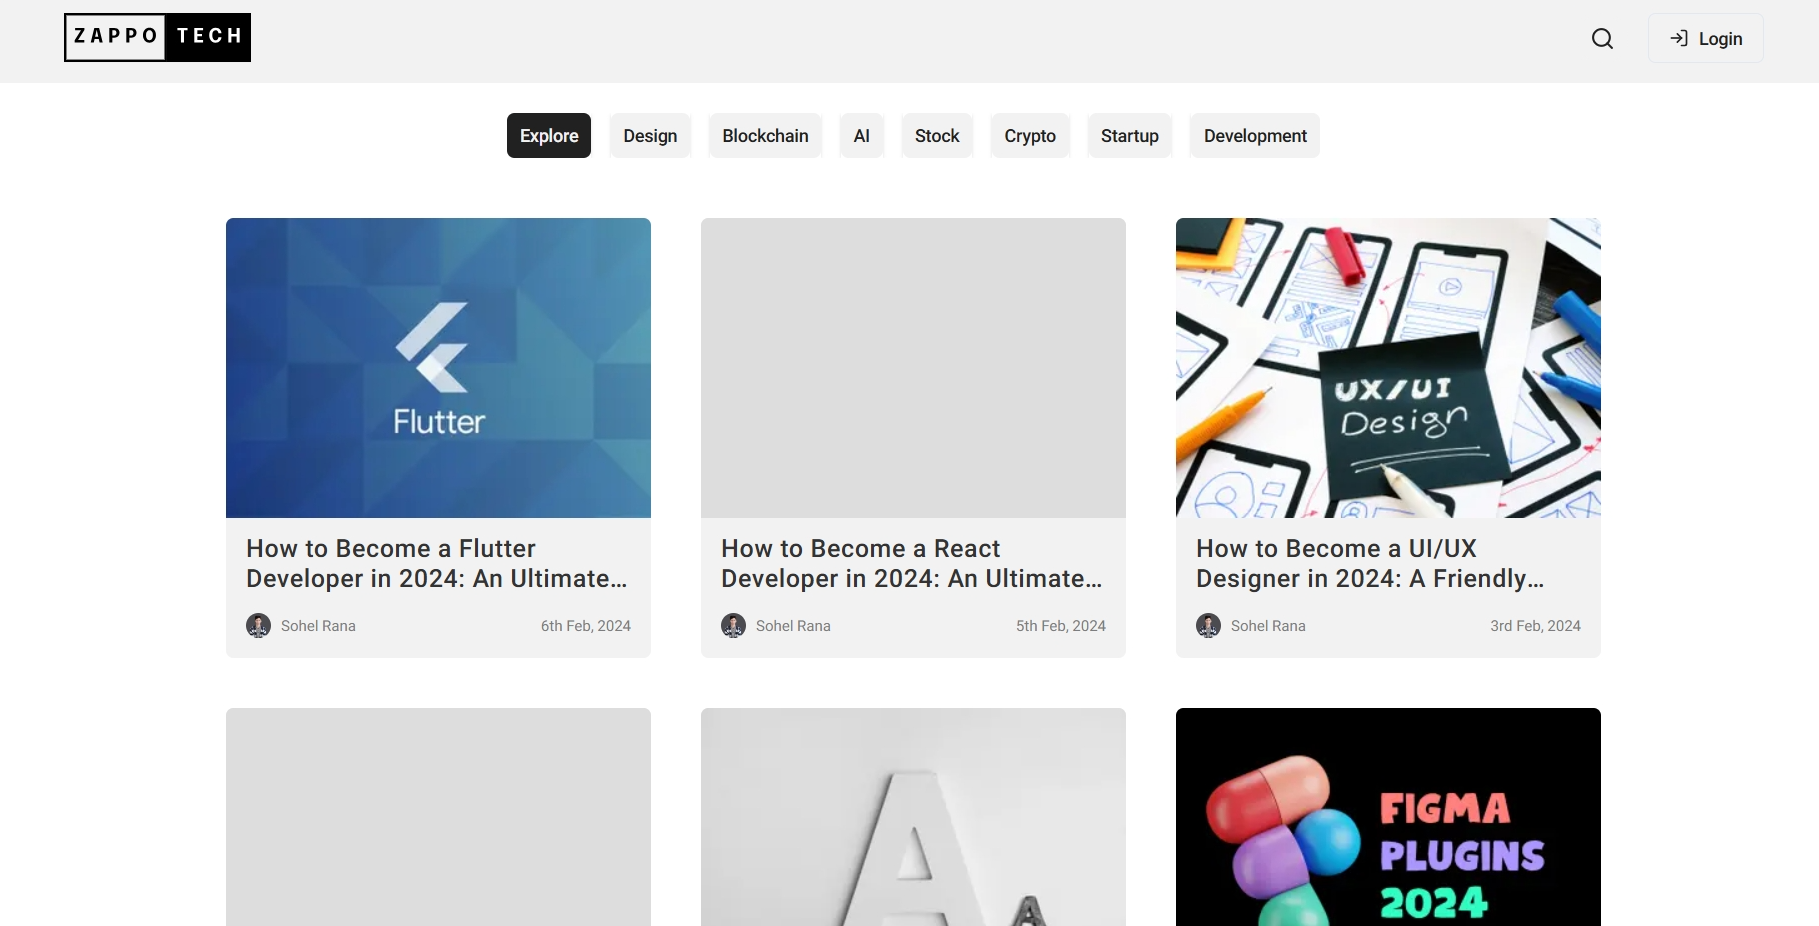 ZAPPO TECH
Login
Explore
Design
Blockchain
AI
Stock
Crypto
Startup
Development
Flutter
UX/UI
Design
How to Become a Flutter
Developer in 2024: An Ultimate...
Sohel Rana
6th Feb, 2024
How to Become a React
Developer in 2024: An Ultimate...
Sohel Rana
5th Feb, 2024
How to Become a UI/UX
Designer in 2024: A Friendly...
Sohel Rana
3rd Feb, 2024
A
A
FIGMA
PLUGINS
2024